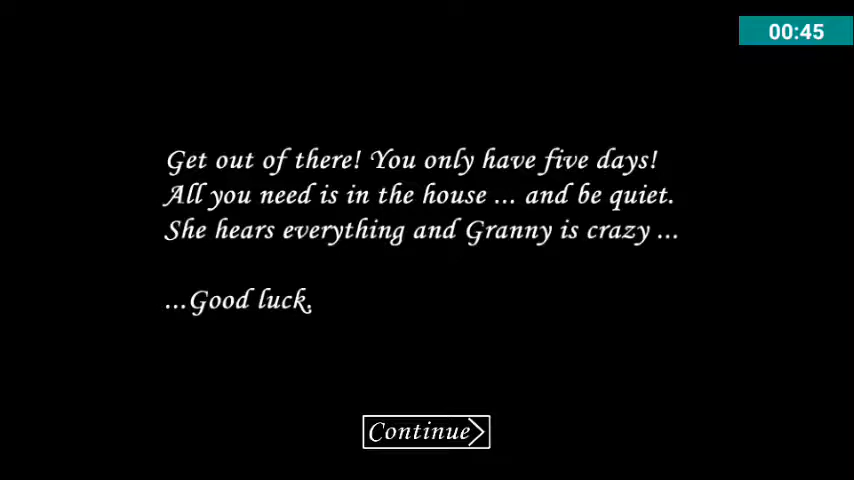 00:45
Get out of there! You only have five days!
All you need is in the house ... and be quiet.
She hears everything and Granny is crazy ...
...Good luck.
Continue